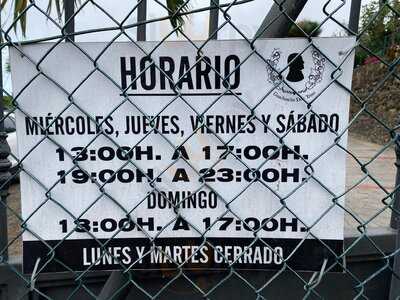 HORARIO
MIÉRCOLES, JUEVES, VIERNES Y SÁBADO
13:00H. A 17:00H.
19:00H. A 23:00H.
DOMINGO
13:00H. A 17:00H.
LUNES Y MARTES CERRADO